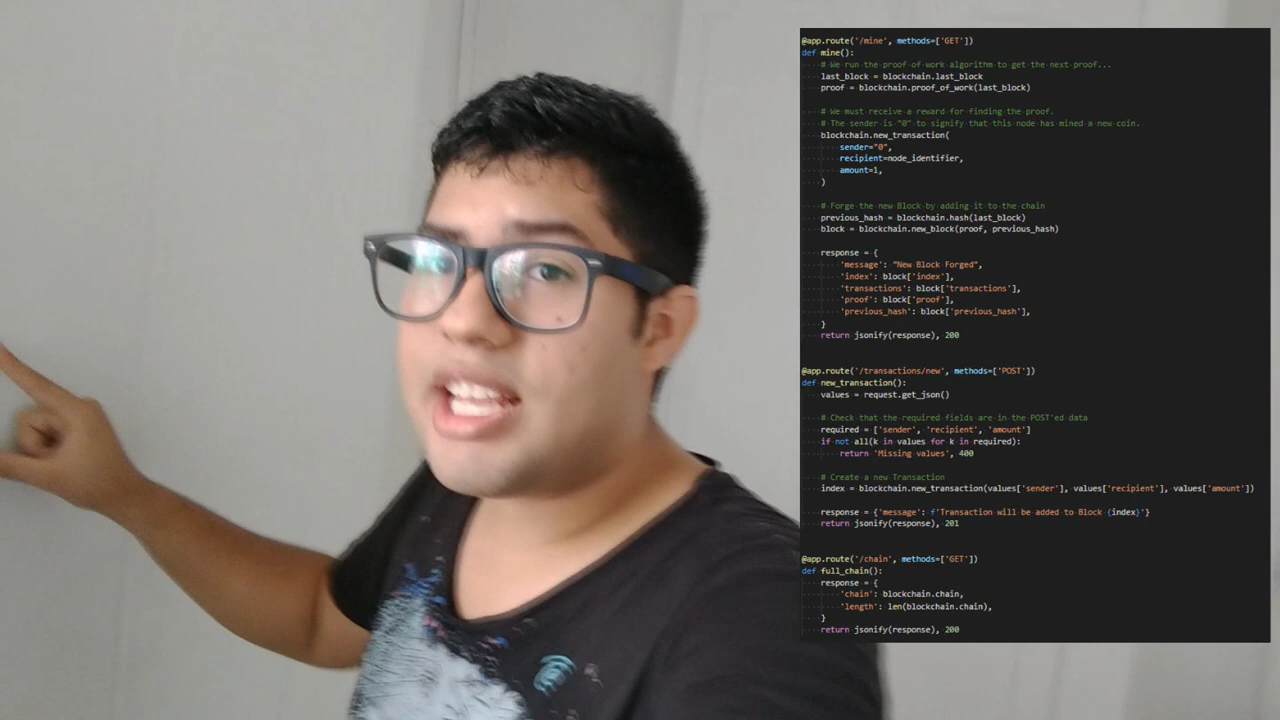 @app.route('/mine', methods=['GET'])
def mine():
    # We run the proof of work algorithm to get the next proof...
    last_block = blockchain.last_block
    proof = blockchain.proof_of_work(last_block)
    # We must receive a reward for finding the proof.
    # The sender is "0" to signify that this node has mined a new coin.
    blockchain.new_transaction(
        sender="0",
        recipient=node_identifier,
        amount=1,
    )
    # Forge the new Block by adding it to the chain
    previous_hash = blockchain.hash(last_block)
    block = blockchain.new_block(proof, previous_hash)
    response = {
        'message': "New Block Forged",
        'index': block['index'],
        'transactions': block['transactions'],
        'proof': block['proof'],
        'previous_hash': block['previous_hash'],
    }
    return jsonify(response), 200
@app.route('/transactions/new', methods=['POST'])
def new_transaction():
    values = request.get_json()
    # Check that the required fields are in the POST'ed data
    required = ['sender', 'recipient', 'amount']
    if not all(k in values for k in required):
        return 'Missing values', 400
    # Create a new Transaction
    index = blockchain.new_transaction(values['sender'], values['recipient'], values['amount'])
    response = {'message': f'Transaction will be added to Block {index}'}
    return jsonify(response), 201
@app.route('/chain', methods=['GET'])
def full_chain():
    response = {
        'chain': blockchain.chain,
        'length': len(blockchain.chain),
    }
    return jsonify(response), 200